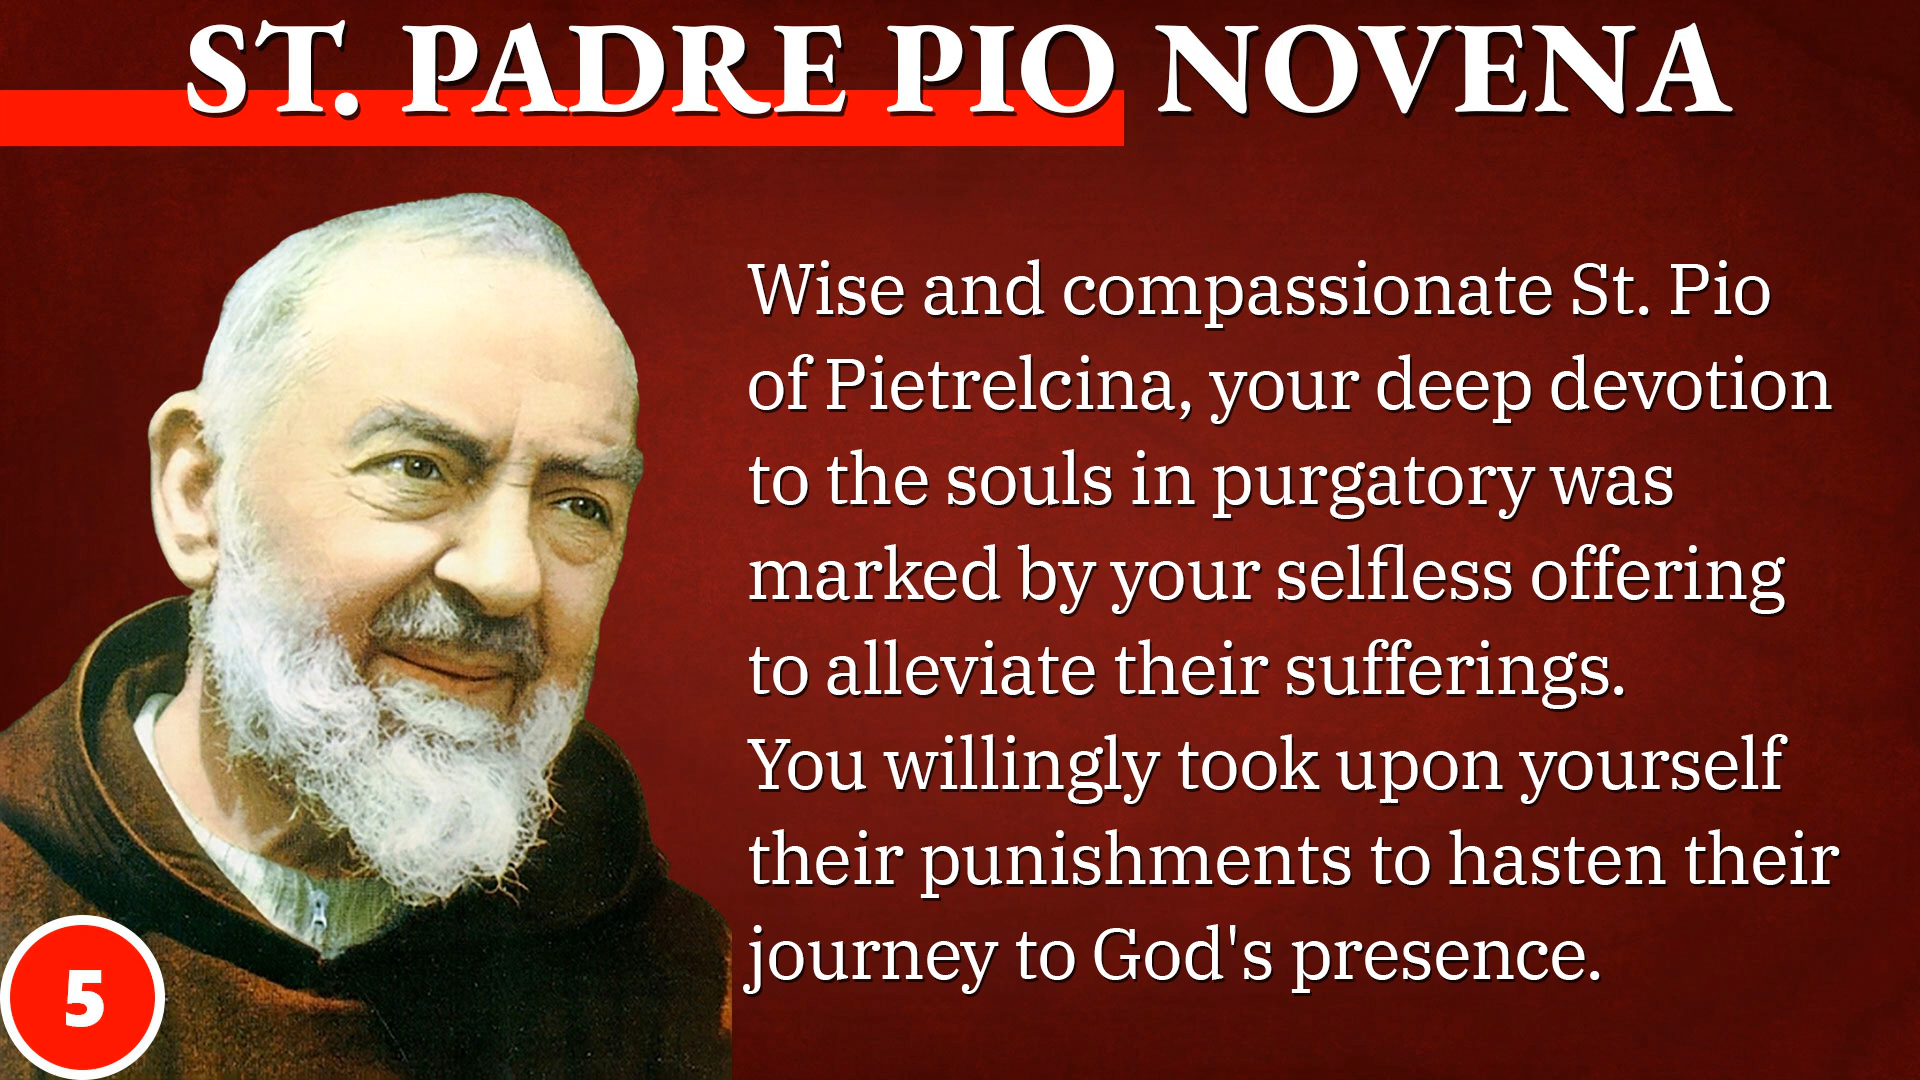 ST. PADRE PIO NOVENA
Wise and compassionate St. Pio
of Pietrelcina, your deep devotion
to the souls in purgatory was
marked by your selfless offering
to alleviate their sufferings.
You willingly took upon yourself
their punishments to hasten their
journey to God's presence.
5